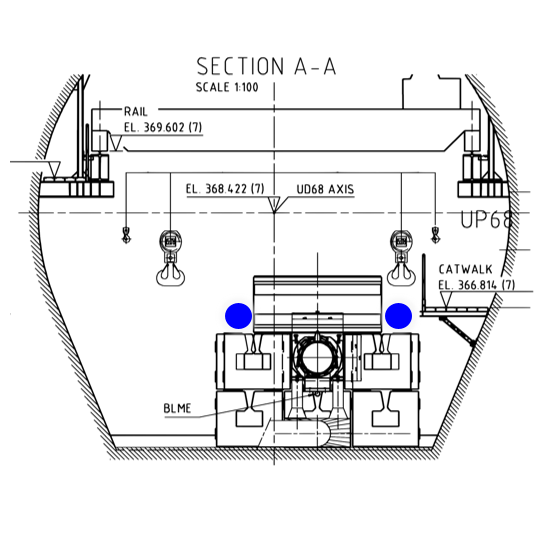 SECTION A-A
SCALE 1:100
RAIL
EL. 369.602 (7)
EL. 368.422 (7)
UD68 AXIS
UP68
CATWALK
EL. 366.814 (7)
BLME